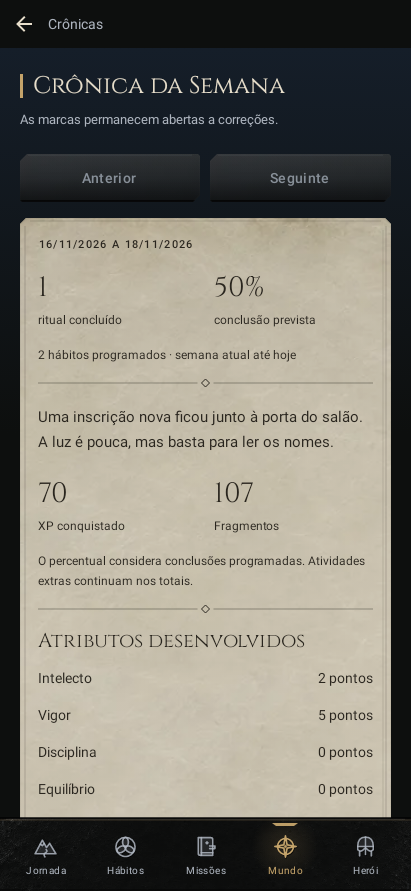 Crônicas
Crônica da Semana
As marcas permanecem abertas a correções.
Anterior
Seguinte
16/11/2026 A 18/11/2026
1
50%
ritual concluído
conclusão prevista
2 hábitos programados · semana atual até hoje
Uma inscrição nova ficou junto à porta do salão.
A luz é pouca, mas basta para ler os nomes.
70
107
XP conquistado
Fragmentos
O percentual considera conclusões programadas. Atividades
extras continuam nos totais.
Atributos desenvolvidos
Intelecto 2 pontos
Vigor 5 pontos
Disciplina 0 pontos
Equilíbrio 0 pontos
Jornada
Hábitos
Missões
Mundo
Herói